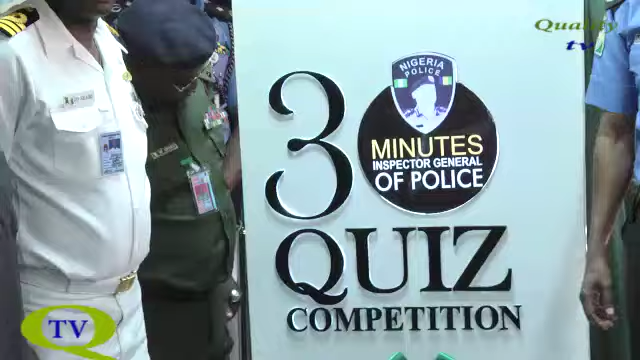 Quality
tv
NIGERIA
POLICE
30
MINUTES
INSPECTOR GENERAL
OF POLICE
QUIZ
COMPETITION
TV